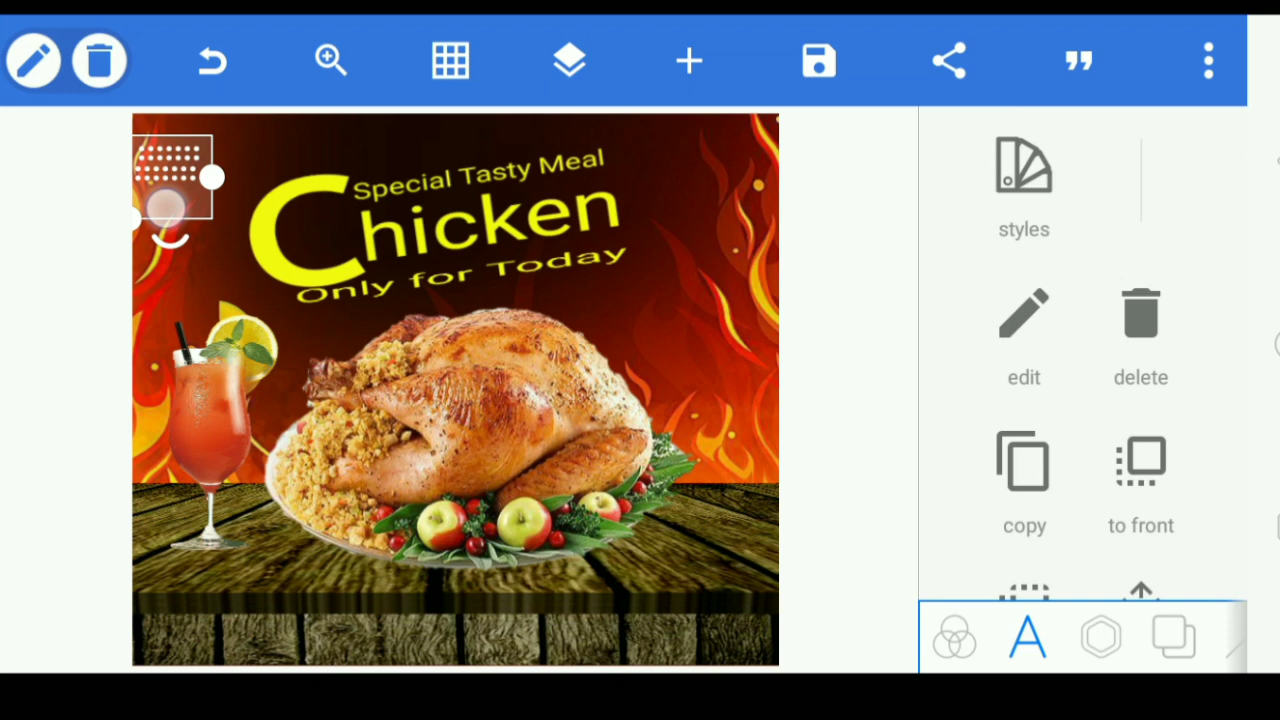 Special Tasty Meal
Chicken
Only for Today
styles
edit
delete
copy
to front
A